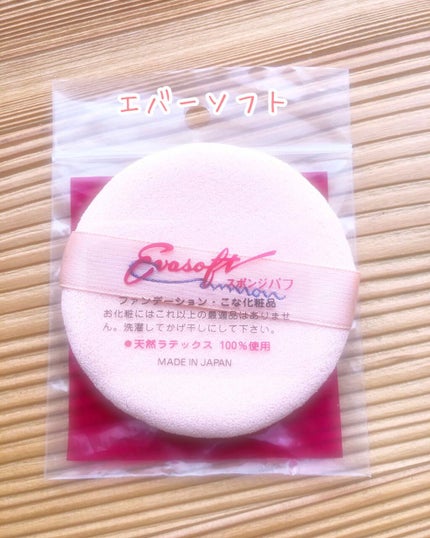 エバーソフト
Evasoft
スポンジパフ
ファンデーション・こな化粧品
お化粧にはこれ以上の最適品はありませ
ん。洗濯してかげ干しにして下さい。
●天然ラテックス 100%使用
MADE IN JAPAN